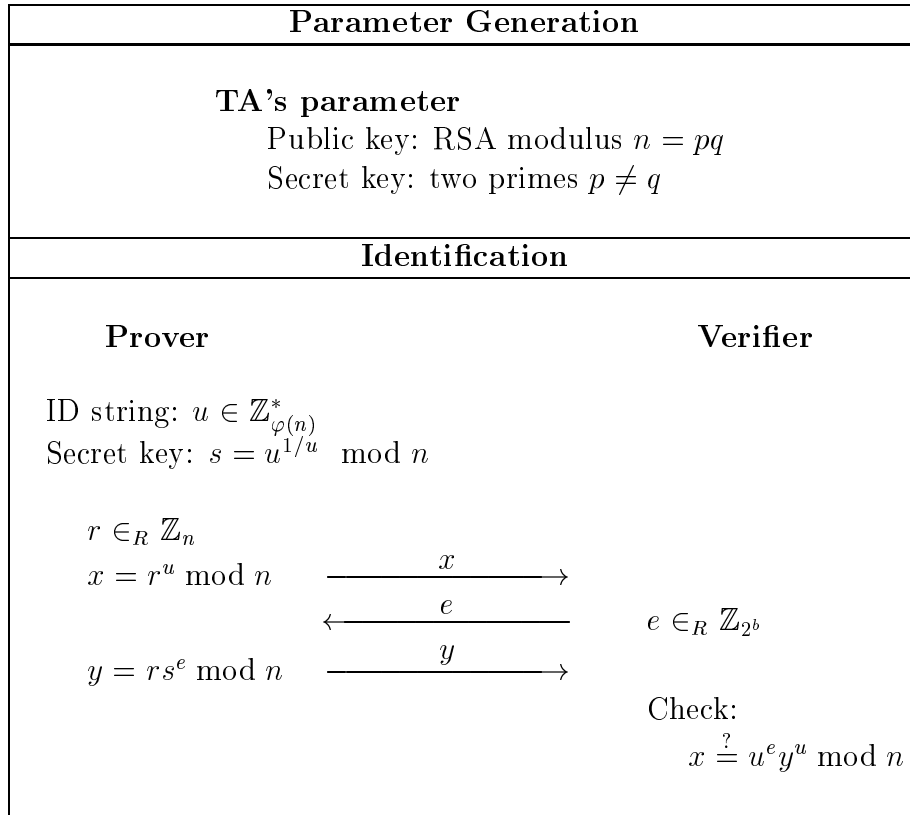 Parameter Generation
TA's parameter
Public key: RSA modulus n = pq
Secret key: two primes p ≠ q
Identification
Prover Verifier
ID string: u ∈ ℤ*_{φ(n)}
Secret key: s = u^{1/u} mod n
r ∈_R ℤ_n
x = r^u mod n x
e e ∈_R ℤ_{2^b}
y = rs^e mod n y
Check:
x ≟ u^e y^u mod n